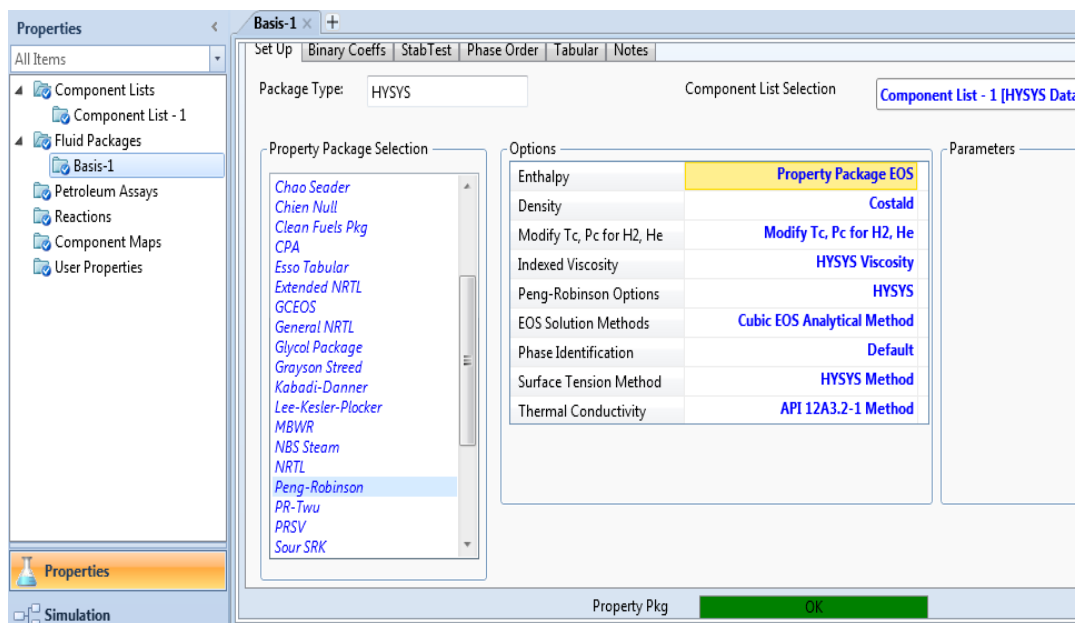 Properties
All Items
Component Lists
Component List - 1
Fluid Packages
Basis-1
Petroleum Assays
Reactions
Component Maps
User Properties
Properties
Simulation
Basis-1
Set Up Binary Coeffs StabTest Phase Order Tabular Notes
Package Type: HYSYS Component List Selection Component List - 1 [HYSYS Data
Property Package Selection
Chao Seader
Chien Null
Clean Fuels Pkg
CPA
Esso Tabular
Extended NRTL
GCEOS
General NRTL
Glycol Package
Grayson Streed
Kabadi-Danner
Lee-Kesler-Plocker
MBWR
NBS Steam
NRTL
Peng-Robinson
PR-Twu
PRSV
Sour SRK
Options
Enthalpy Property Package EOS
Density Costald
Modify Tc, Pc for H2, He Modify Tc, Pc for H2, He
Indexed Viscosity HYSYS Viscosity
Peng-Robinson Options HYSYS
EOS Solution Methods Cubic EOS Analytical Method
Phase Identification Default
Surface Tension Method HYSYS Method
Thermal Conductivity API 12A3.2-1 Method
Parameters
Property Pkg OK